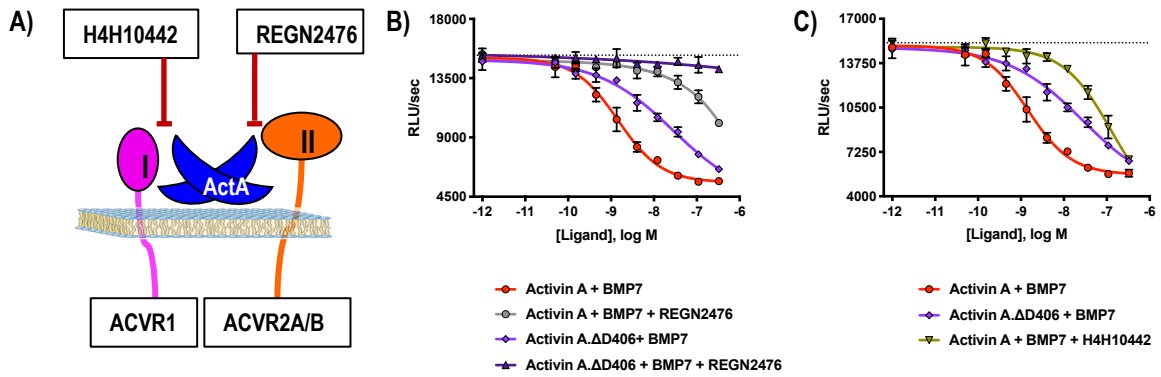 A)
H4H10442
REGN2476
I
II
ActA
ACVR1
ACVR2A/B
B)
RLU/sec
15000
13500
9000
4500
-12
-11
-10
-9
-8
-7
-6
[Ligand], log M
Activin A + BMP7
Activin A + BMP7 + REGN2476
Activin A.ΔD406+ BMP7
Activin A.ΔD406 + BMP7 + REGN2476
C)
RLU/sec
17000
13750
10500
7250
4000
-12
-11
-10
-9
-8
-7
-6
[Ligand], log M
Activin A + BMP7
Activin A.ΔD406 + BMP7
Activin A + BMP7 + H4H10442